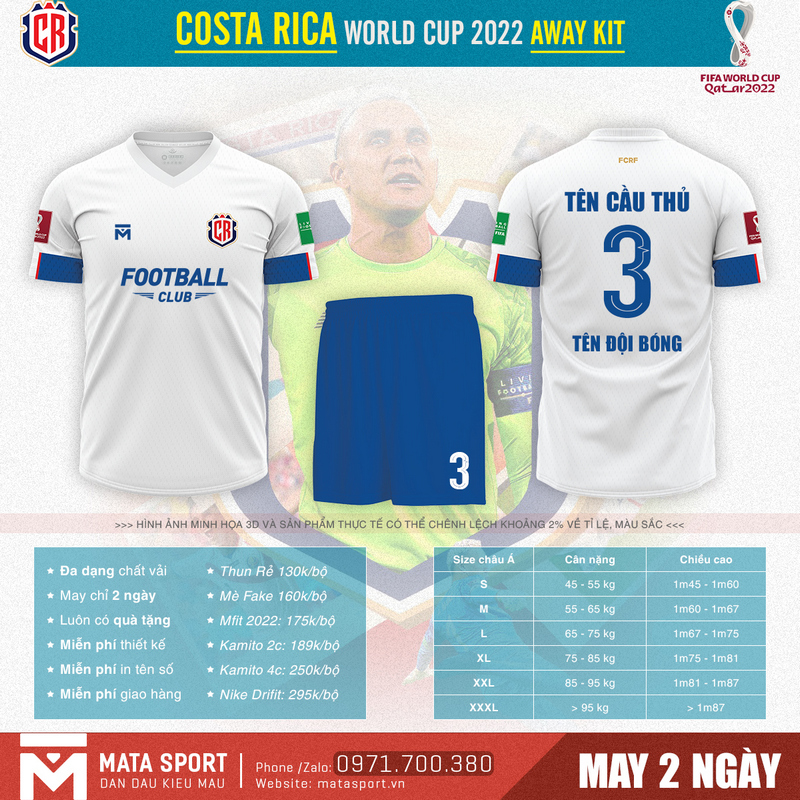 CR
COSTA RICA WORLD CUP 2022 AWAY KIT
FIFA WORLD CUP
Qatar2022
FCRF
TÊN CẦU THỦ
3
TÊN ĐỘI BÓNG
CR
FOOTBALL
CLUB
3
>>> HÌNH ẢNH MINH HỌA 3D VÀ SẢN PHẨM THỰC TẾ CÓ THỂ CHÊNH LỆCH KHOẢNG 2% VỀ TỈ LỆ, MÀU SẮC <<<
Đa dạng chất vải
May chỉ 2 ngày
Luôn có quà tặng
Miễn phí thiết kế
Miễn phí in tên số
Miễn phí giao hàng
Thun Rẻ 130k/bộ
Mè Fake 160k/bộ
Mfit 2022: 175k/bộ
Kamito 2c: 189k/bộ
Kamito 4c: 250k/bộ
Nike Drifit: 295k/bộ
Size châu Á Cân nặng Chiều cao
S 45 - 55 kg 1m45 - 1m60
M 55 - 65 kg 1m60 - 1m67
L 65 - 75 kg 1m67 - 1m75
XL 75 - 85 kg 1m75 - 1m81
XXL 85 - 95 kg 1m81 - 1m87
XXXL > 95 kg > 1m87
MATA SPORT
DAN DAU KIEU MAU
Phone /Zalo: 0971.700.380
Website: matasport.vn
MAY 2 NGÀY